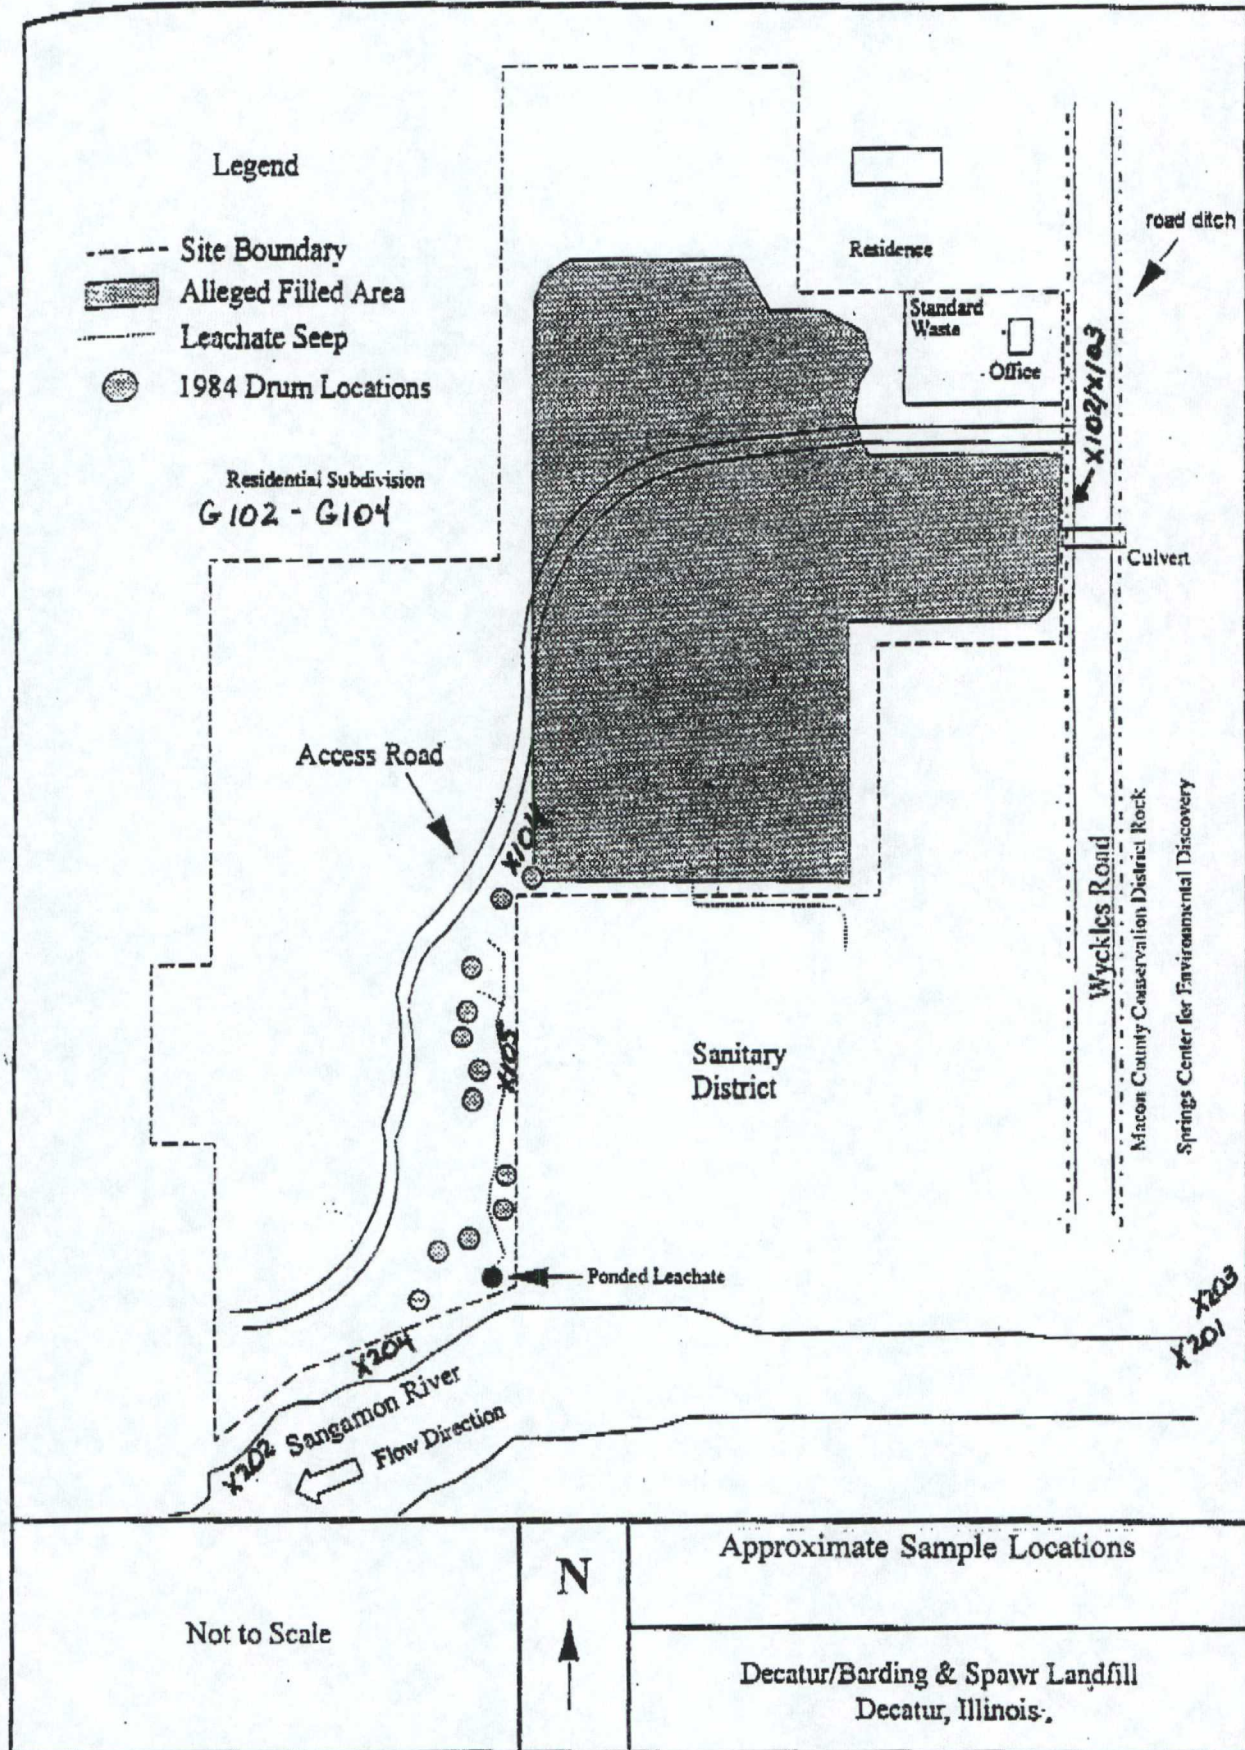 Legend
Site Boundary
Alleged Filled Area
Leachate Seep
1984 Drum Locations
Residential Subdivision
G102 - G104
Residence
road ditch
Standard
Waste
Office
X102/X103
Culvert
Access Road
X104
X105
Sanitary
District
Wyckles Road
Macon County Conservation District Rock
Springs Center for Environmental Discovery
Ponded Leachate
X203
X201
X204
Sangamon River
X202
Flow Direction
Not to Scale
N
Approximate Sample Locations
Decatur/Barding & Spawr Landfill
Decatur, Illinois.